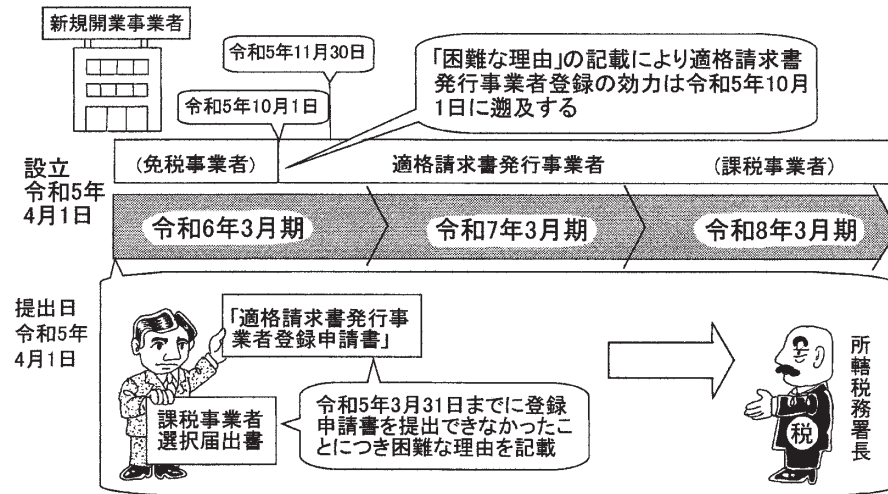 新規開業事業者
令和5年11月30日
令和5年10月1日
「困難な理由」の記載により適格請求書
発行事業者登録の効力は令和5年10月
1日に遡及する
設立
令和5年
4月1日
(免税事業者)
適格請求書発行事業者
(課税事業者)
令和6年3月期
令和7年3月期
令和8年3月期
提出日
令和5年
4月1日
「適格請求書発行事
業者登録申請書」
課税事業者
選択届出書
令和5年3月31日までに登録
申請書を提出できなかったこ
とにつき困難な理由を記載
税
所轄税務署長